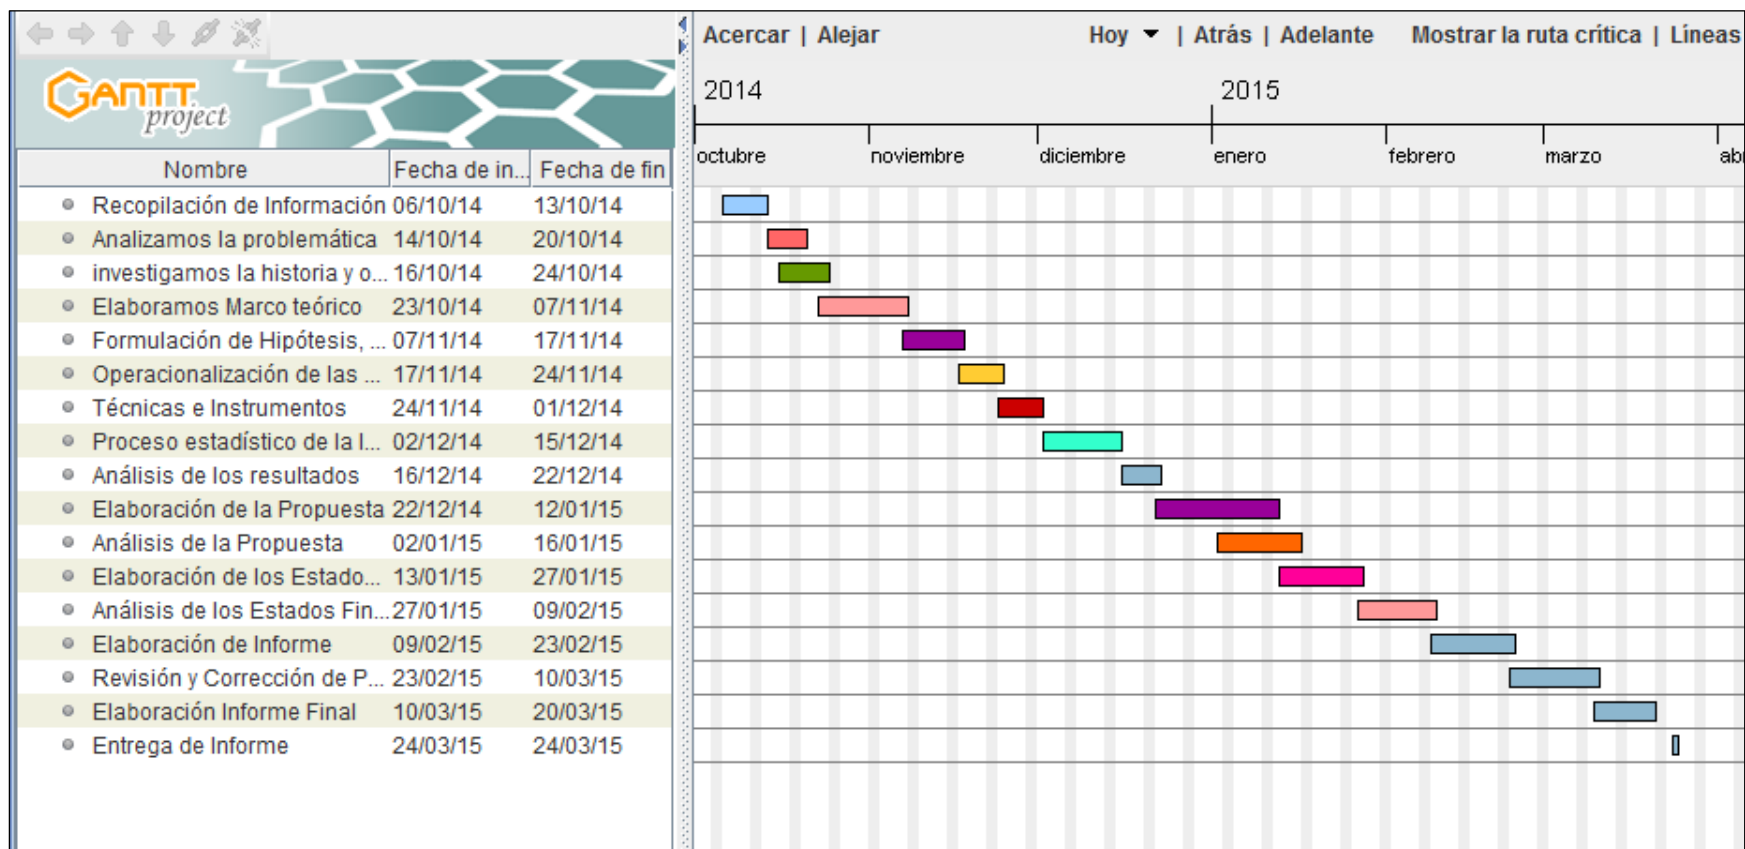 Acercar | Alejar Hoy | Atrás | Adelante Mostrar la ruta crítica | Líneas
GANTT
project
2014 2015
octubre noviembre diciembre enero febrero marzo abr
Nombre Fecha de in... Fecha de fin
Recopilación de Información 06/10/14 13/10/14
Analizamos la problemática 14/10/14 20/10/14
investigamos la historia y o... 16/10/14 24/10/14
Elaboramos Marco teórico 23/10/14 07/11/14
Formulación de Hipótesis, ... 07/11/14 17/11/14
Operacionalización de las ... 17/11/14 24/11/14
Técnicas e Instrumentos 24/11/14 01/12/14
Proceso estadístico de la I... 02/12/14 15/12/14
Análisis de los resultados 16/12/14 22/12/14
Elaboración de la Propuesta 22/12/14 12/01/15
Análisis de la Propuesta 02/01/15 16/01/15
Elaboración de los Estado... 13/01/15 27/01/15
Análisis de los Estados Fin... 27/01/15 09/02/15
Elaboración de Informe 09/02/15 23/02/15
Revisión y Corrección de P... 23/02/15 10/03/15
Elaboración Informe Final 10/03/15 20/03/15
Entrega de Informe 24/03/15 24/03/15